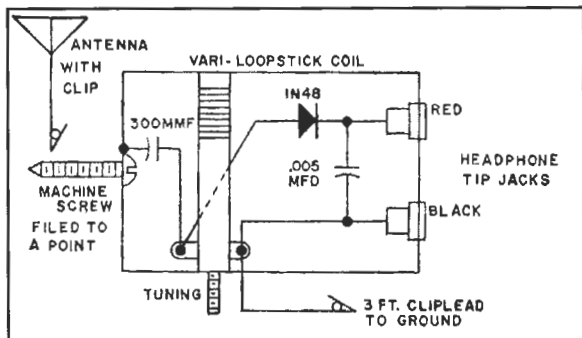 ANTENNA
WITH
CLIP
VARI-LOOPSTICK COIL
300MMF
1N48
RED
.005
MFD
HEADPHONE
TIP JACKS
MACHINE
SCREW
FILED TO
A POINT
BLACK
TUNING
3 FT. CLIPLEAD
TO GROUND